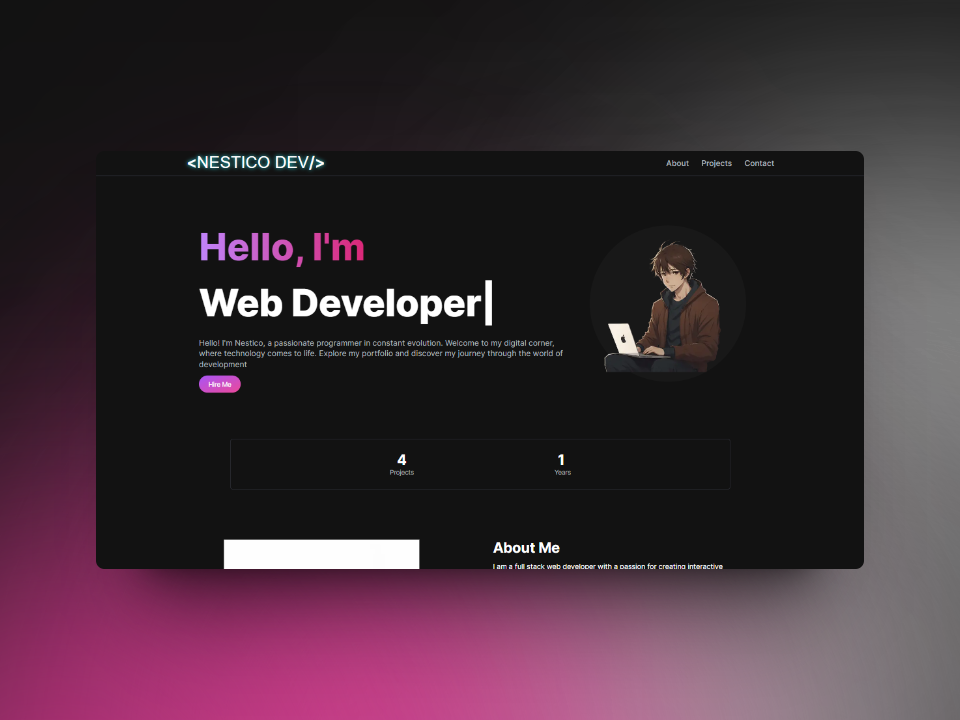 <NESTICO DEV/>
About Projects Contact
Hello, I'm
Web Developer|
Hello! I'm Nestico, a passionate programmer in constant evolution. Welcome to my digital corner,
where technology comes to life. Explore my portfolio and discover my journey through the world of
development
Hire Me
4 1
Projects Years
About Me
I am a full stack web developer with a passion for creating interactive